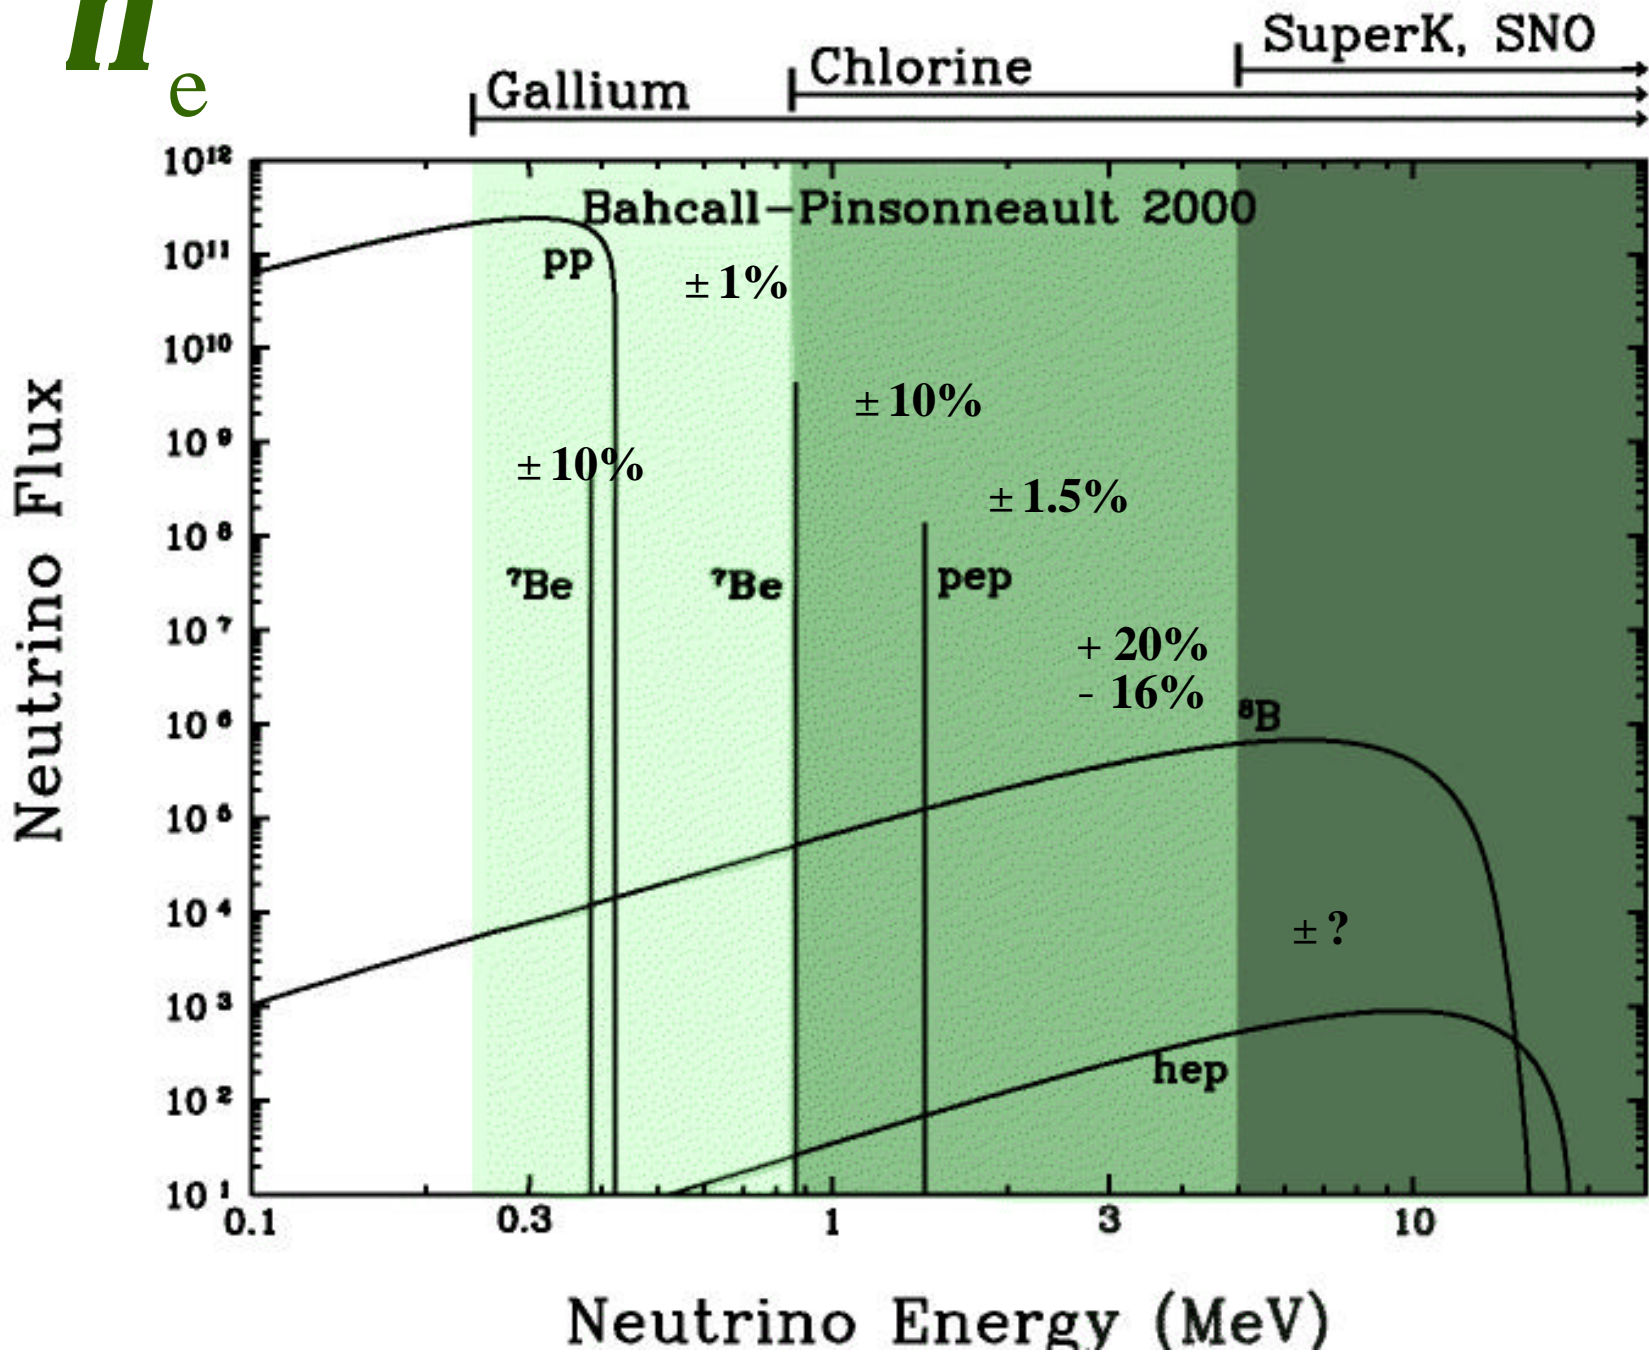 n e
SuperK, SNO
Chlorine
Gallium
Bahcall-Pinsonneault 2000
pp
± 1%
± 10%
± 10%
± 1.5%
⁷Be
⁷Be
pep
+ 20%
- 16%
⁸B
± ?
hep
10¹²
10¹¹
10¹⁰
10⁹
10⁸
10⁷
10⁶
10⁵
10⁴
10³
10²
10¹
Neutrino Flux
0.1 0.3 1 3 10
Neutrino Energy (MeV)